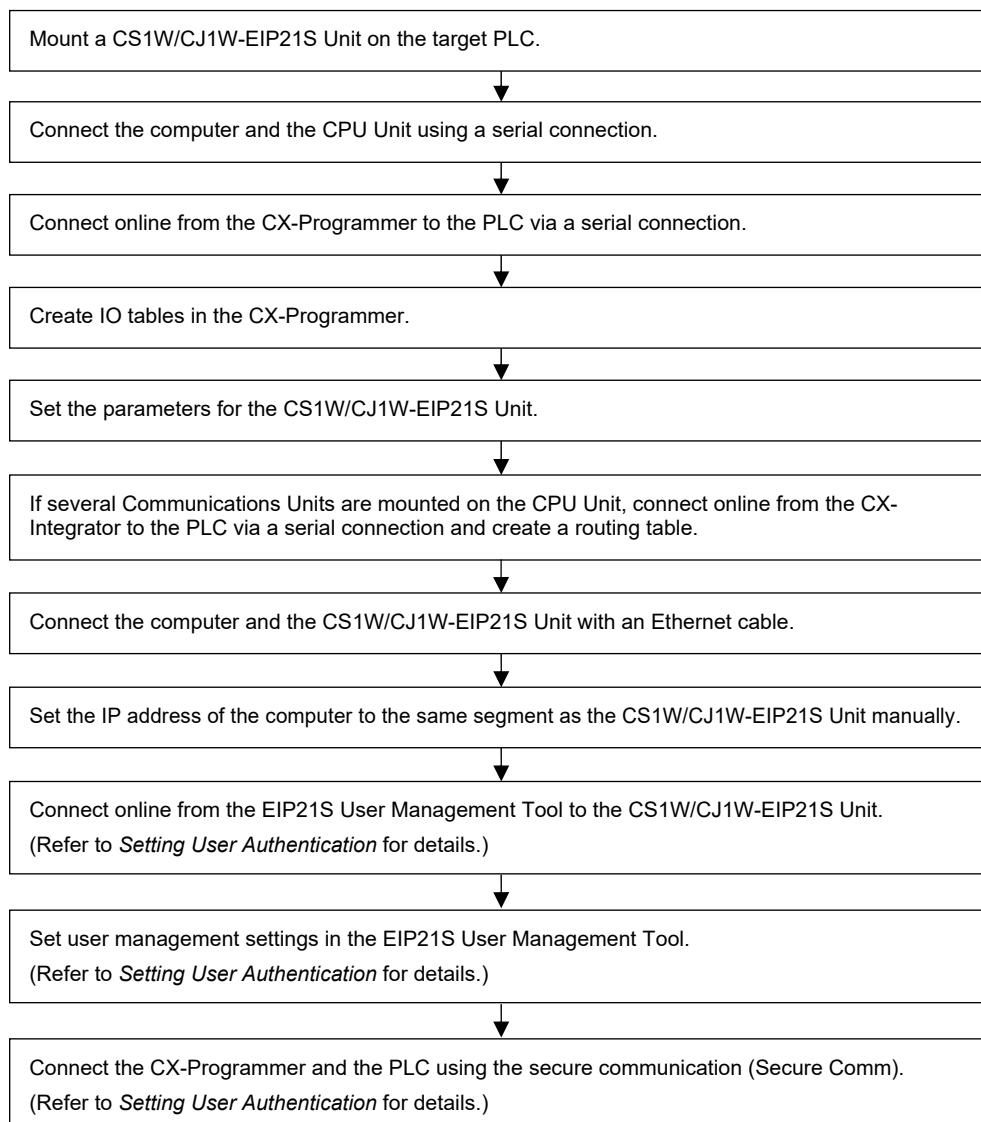 Mount a CS1W/CJ1W-EIP21S Unit on the target PLC.
Connect the computer and the CPU Unit using a serial connection.
Connect online from the CX-Programmer to the PLC via a serial connection.
Create IO tables in the CX-Programmer.
Set the parameters for the CS1W/CJ1W-EIP21S Unit.
If several Communications Units are mounted on the CPU Unit, connect online from the CX-
Integrator to the PLC via a serial connection and create a routing table.
Connect the computer and the CS1W/CJ1W-EIP21S Unit with an Ethernet cable.
Set the IP address of the computer to the same segment as the CS1W/CJ1W-EIP21S Unit manually.
Connect online from the EIP21S User Management Tool to the CS1W/CJ1W-EIP21S Unit.
(Refer to Setting User Authentication for details.)
Set user management settings in the EIP21S User Management Tool.
(Refer to Setting User Authentication for details.)
Connect the CX-Programmer and the PLC using the secure communication (Secure Comm).
(Refer to Setting User Authentication for details.)